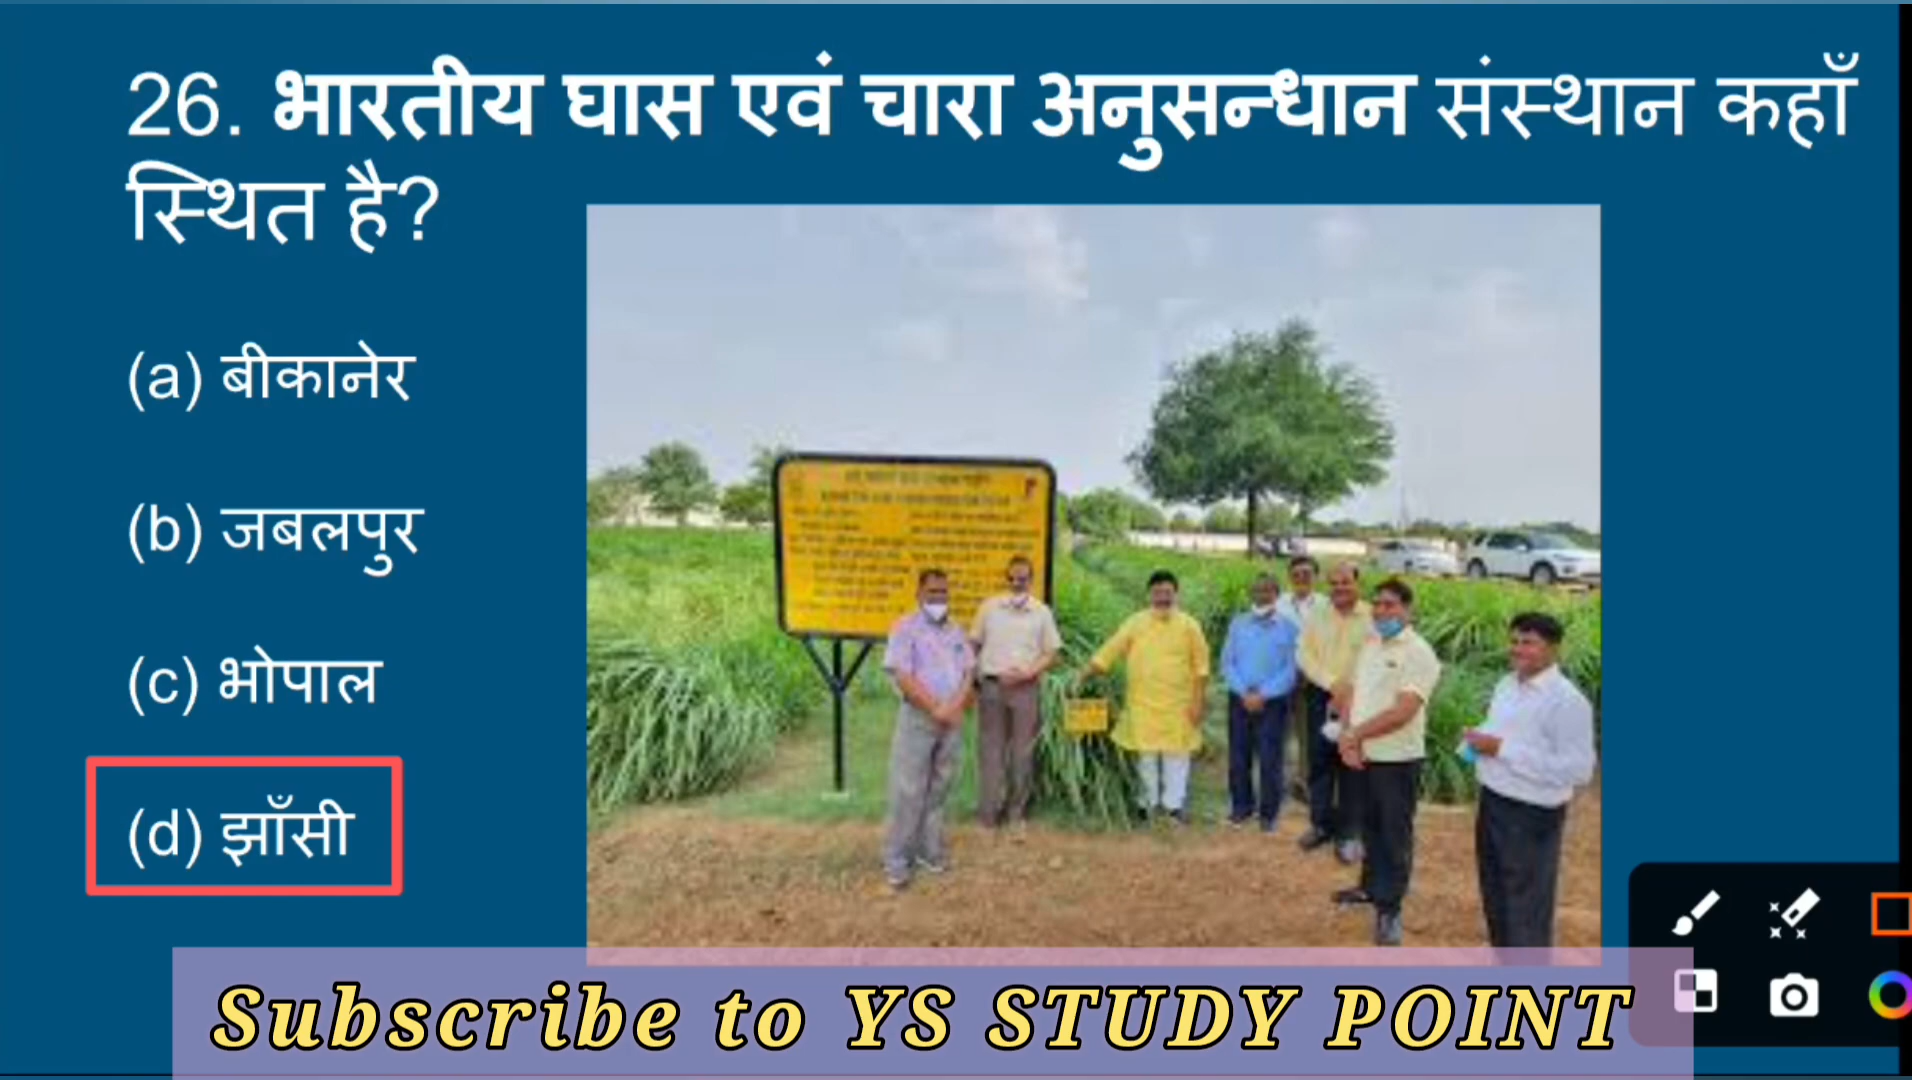 26. भारतीय घास एवं चारा अनुसन्धान संस्थान कहाँ
स्थित है?
(a) बीकानेर
(b) जबलपुर
(c) भोपाल
(d) झाँसी
Subscribe to YS STUDY POINT